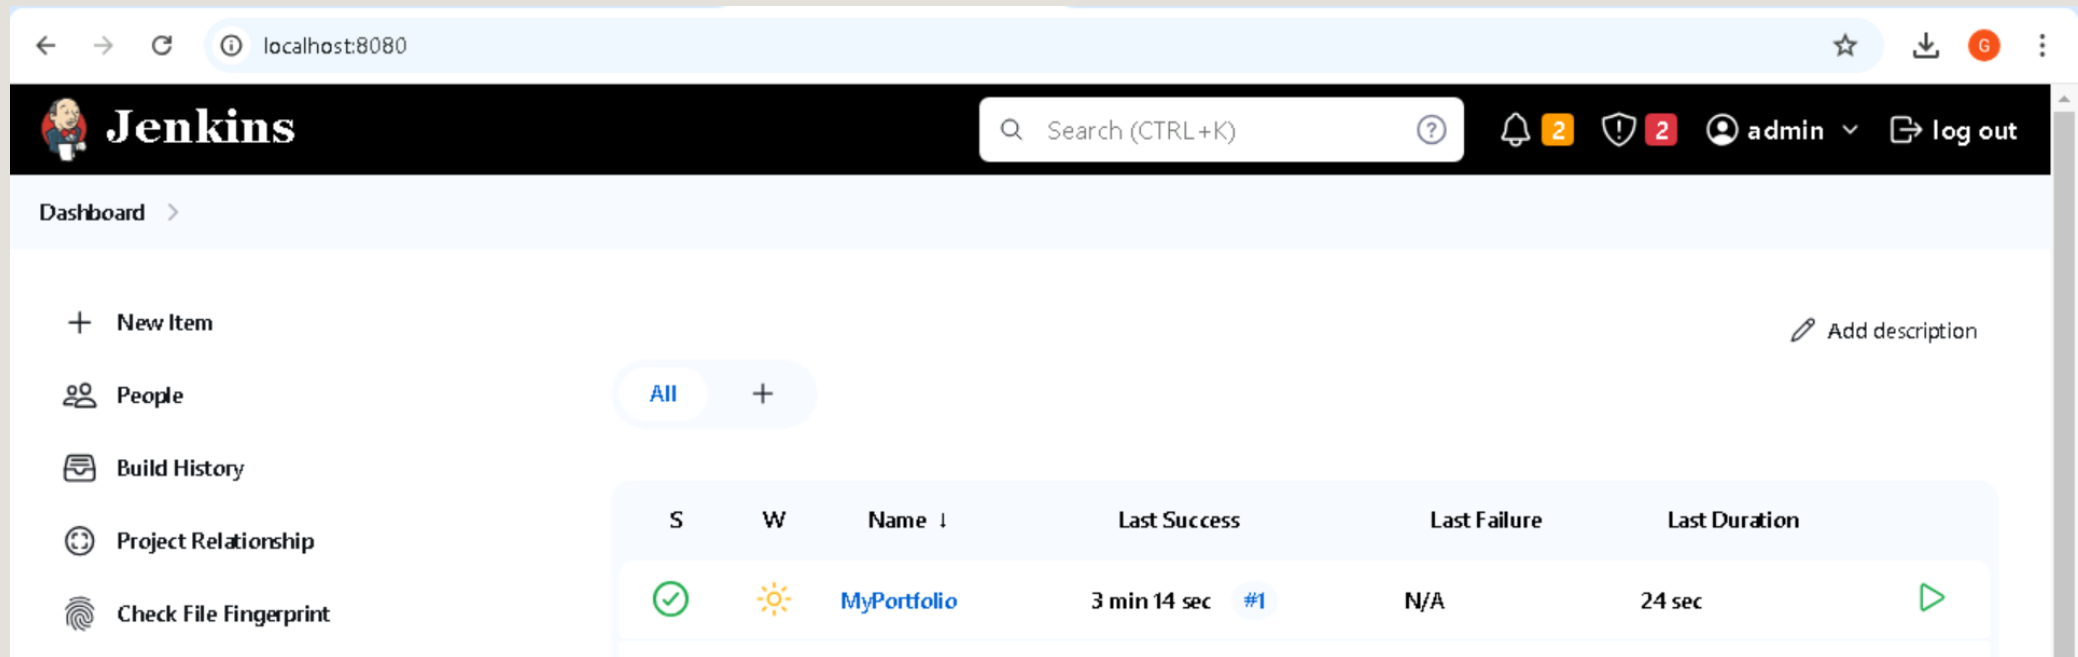 localhost:8080
G
Jenkins
Search (CTRL+K)
2
2
admin
log out
Dashboard
New Item
Add description
People
All
Build History
S W Name ↓ Last Success Last Failure Last Duration
Project Relationship
MyPortfolio 3 min 14 sec #1 N/A 24 sec
Check File Fingerprint